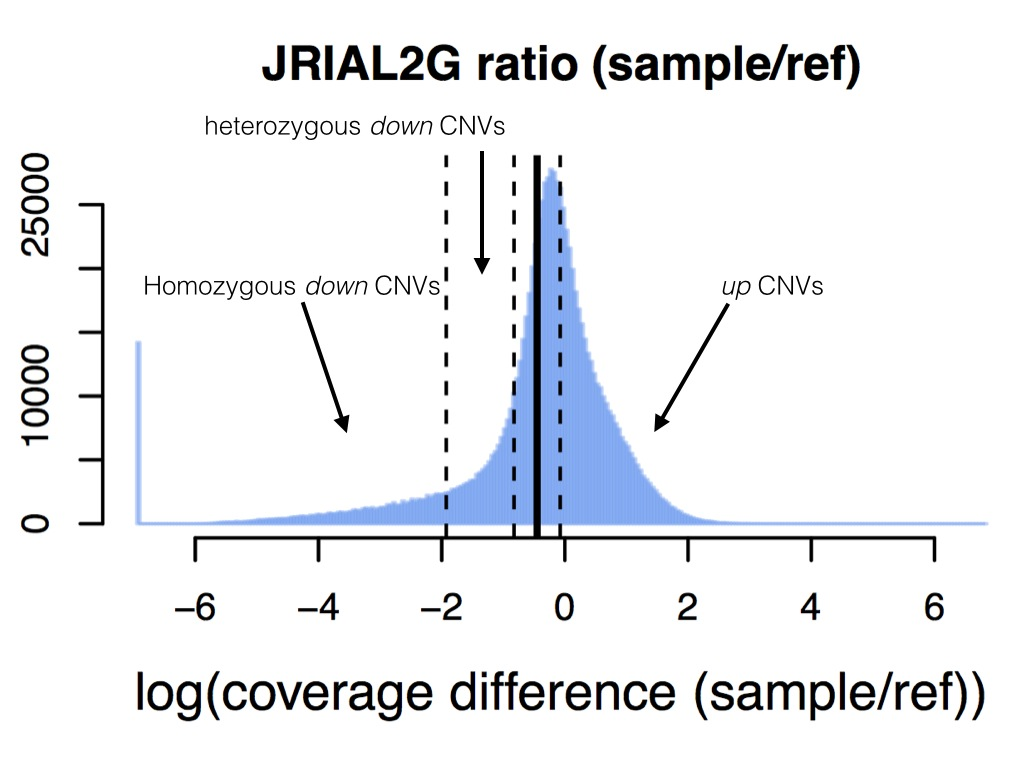 JRIAL2G ratio (sample/ref)
heterozygous down CNVs
25000
Homozygous down CNVs
up CNVs
10000
0
−6 −4 −2 0 2 4 6
log(coverage difference (sample/ref))